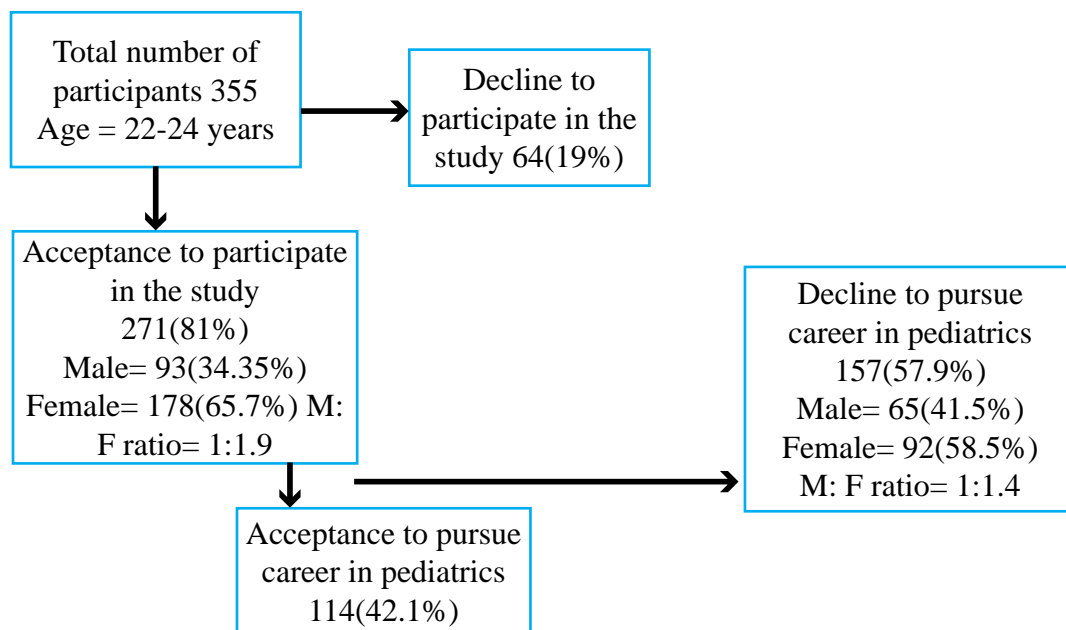 Total number of
participants 355
Age = 22-24 years
Decline to
participate in the
study 64(19%)
Acceptance to participate
in the study
271(81%)
Male= 93(34.35%)
Female= 178(65.7%) M:
F ratio= 1:1.9
Decline to pursue
career in pediatrics
157(57.9%)
Male= 65(41.5%)
Female= 92(58.5%)
M: F ratio= 1:1.4
Acceptance to pursue
career in pediatrics
114(42.1%)